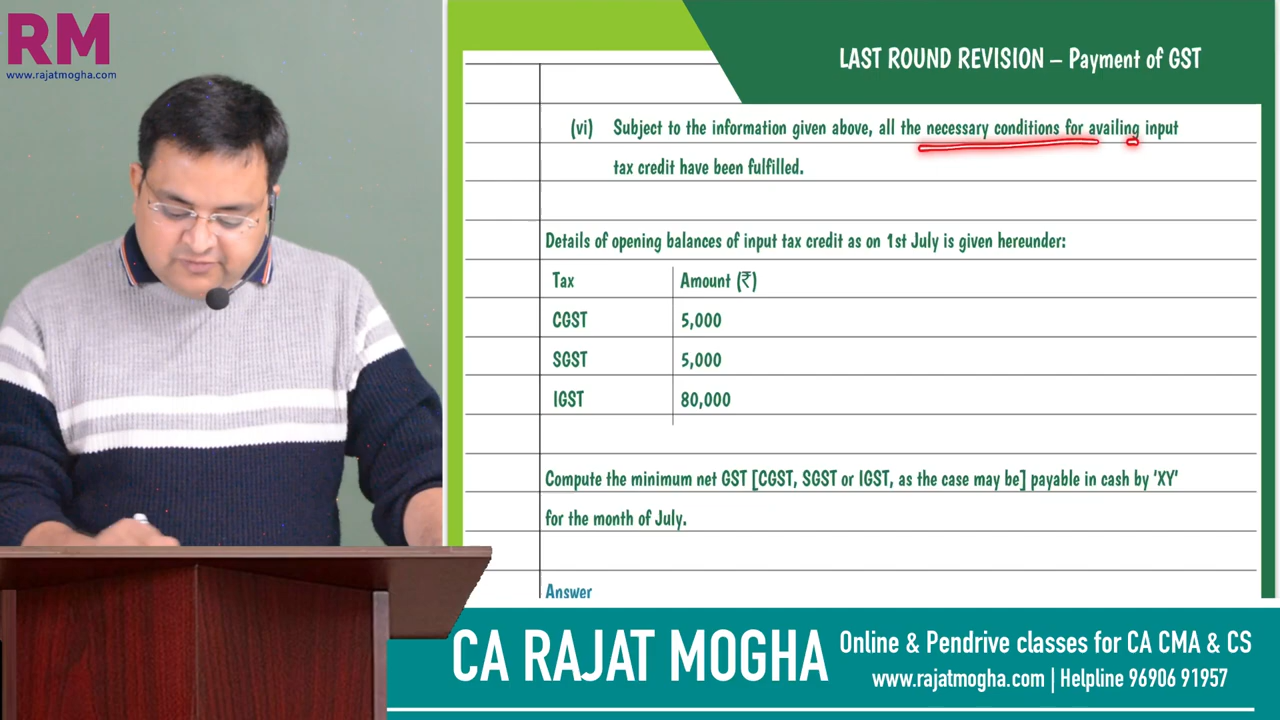 RM
www.rajatmogha.com
LAST ROUND REVISION – Payment of GST
(vi) Subject to the information given above, all the necessary conditions for availing input
tax credit have been fulfilled.
Details of opening balances of input tax credit as on 1st July is given hereunder:
Tax Amount (₹)
CGST 5,000
SGST 5,000
IGST 80,000
Compute the minimum net GST [CGST, SGST or IGST, as the case may be] payable in cash by 'XY'
for the month of July.
Answer
CA RAJAT MOGHA
Online & Pendrive classes for CA CMA & CS
www.rajatmogha.com | Helpline 96906 91957